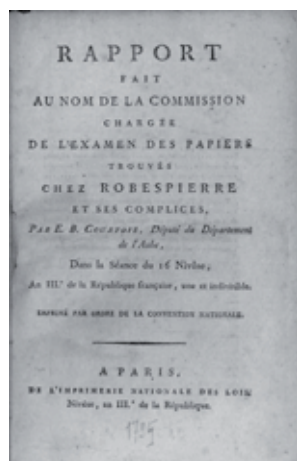 RAPPORT
FAIT
AU NOM DE LA COMMISSION
CHARGÉE
DE L'EXAMEN DES PAPIERS
TROUVÉS
CHEZ ROBESPIERRE
ET SES COMPLICES,
PAR E. B. COURTOIS, Député du Département
de l'Aube,
Dans la Séance du 16 Nivôse,
An III.e de la République française, une et indivisible.
IMPRIMÉ PAR ORDRE DE LA CONVENTION NATIONALE.
A PARIS,
DE L'IMPRIMERIE NATIONALE DES LOIS
Nivôse, an III.e de la République.
1795